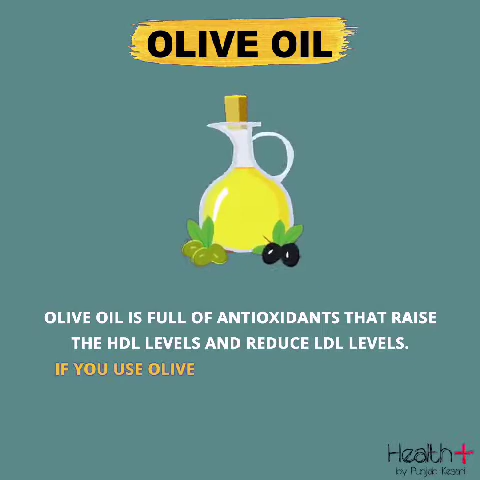 OLIVE OIL
OLIVE OIL IS FULL OF ANTIOXIDANTS THAT RAISE
THE HDL LEVELS AND REDUCE LDL LEVELS.
IF YOU USE OLIVE
Health+
by Punjab Kesari